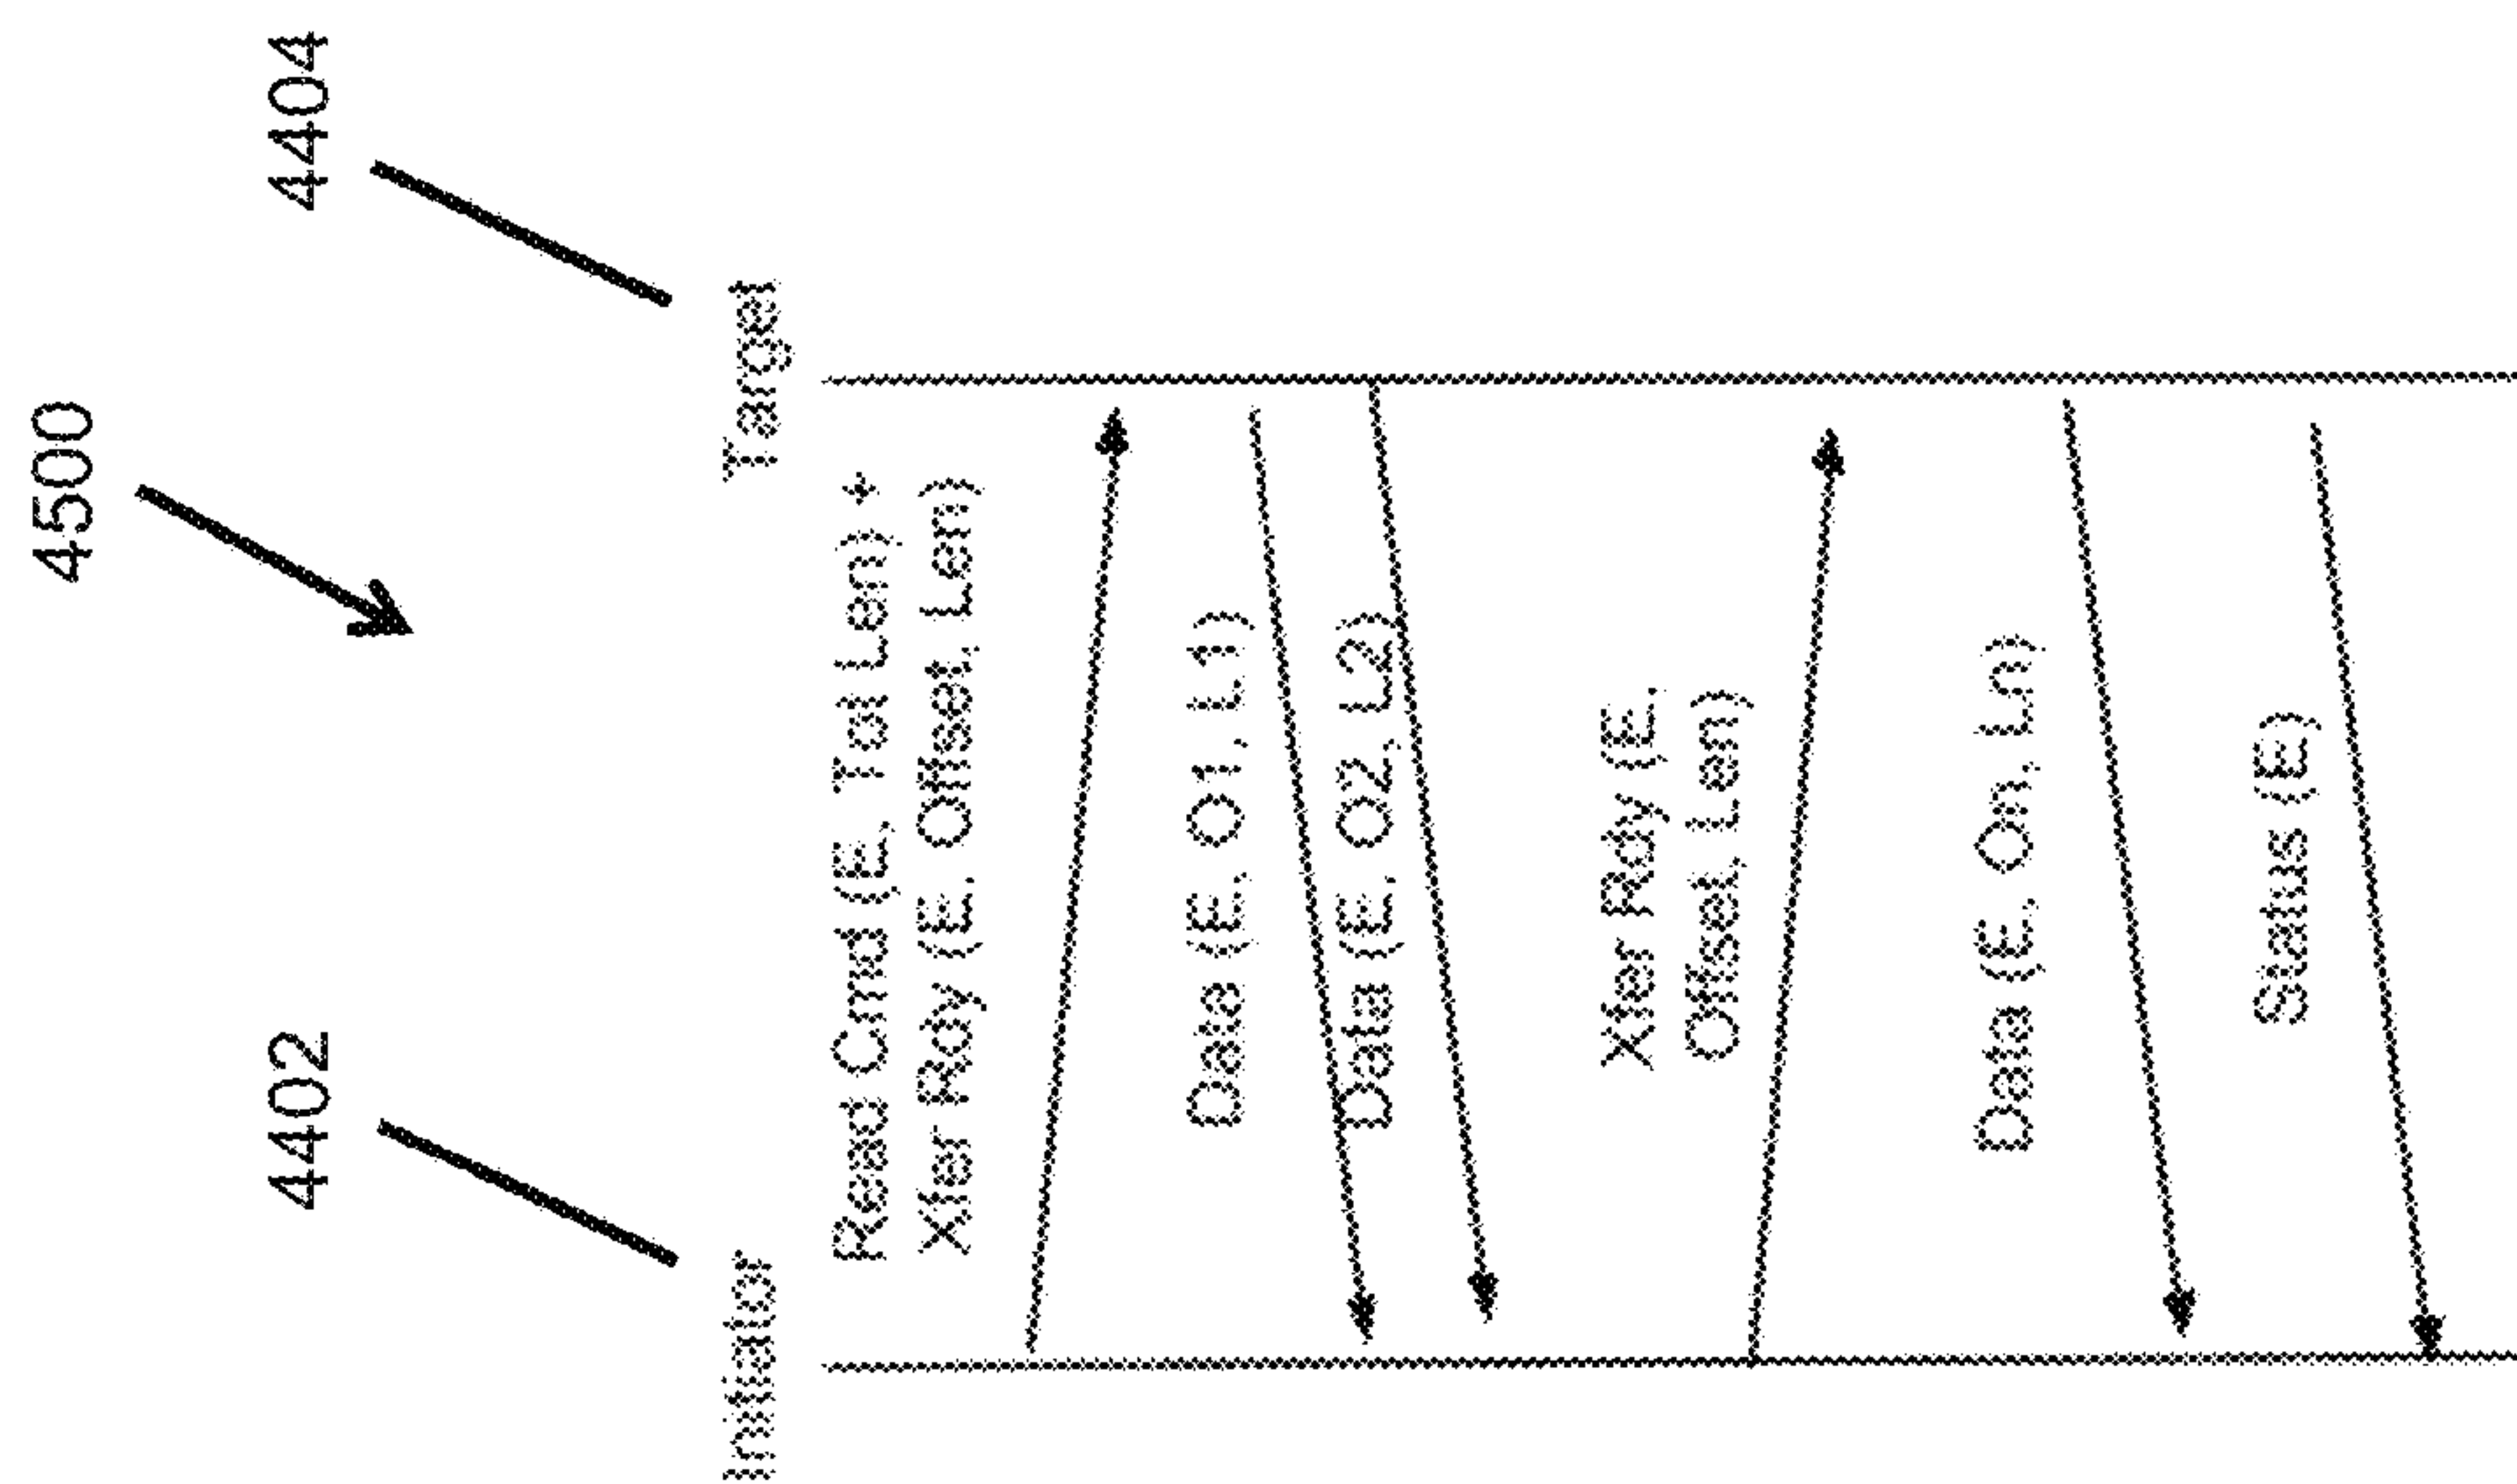 4500
4402
4404
Initiator
Target
Read Cmd (E, Tot Len) +
Xfer Rdy (E, Offset, Len)
Data (E, O1, L1)
Data (E, O2, L2)
Xfer Rdy (E,
Offset, Len)
Data (E, On, Ln)
Status (E)